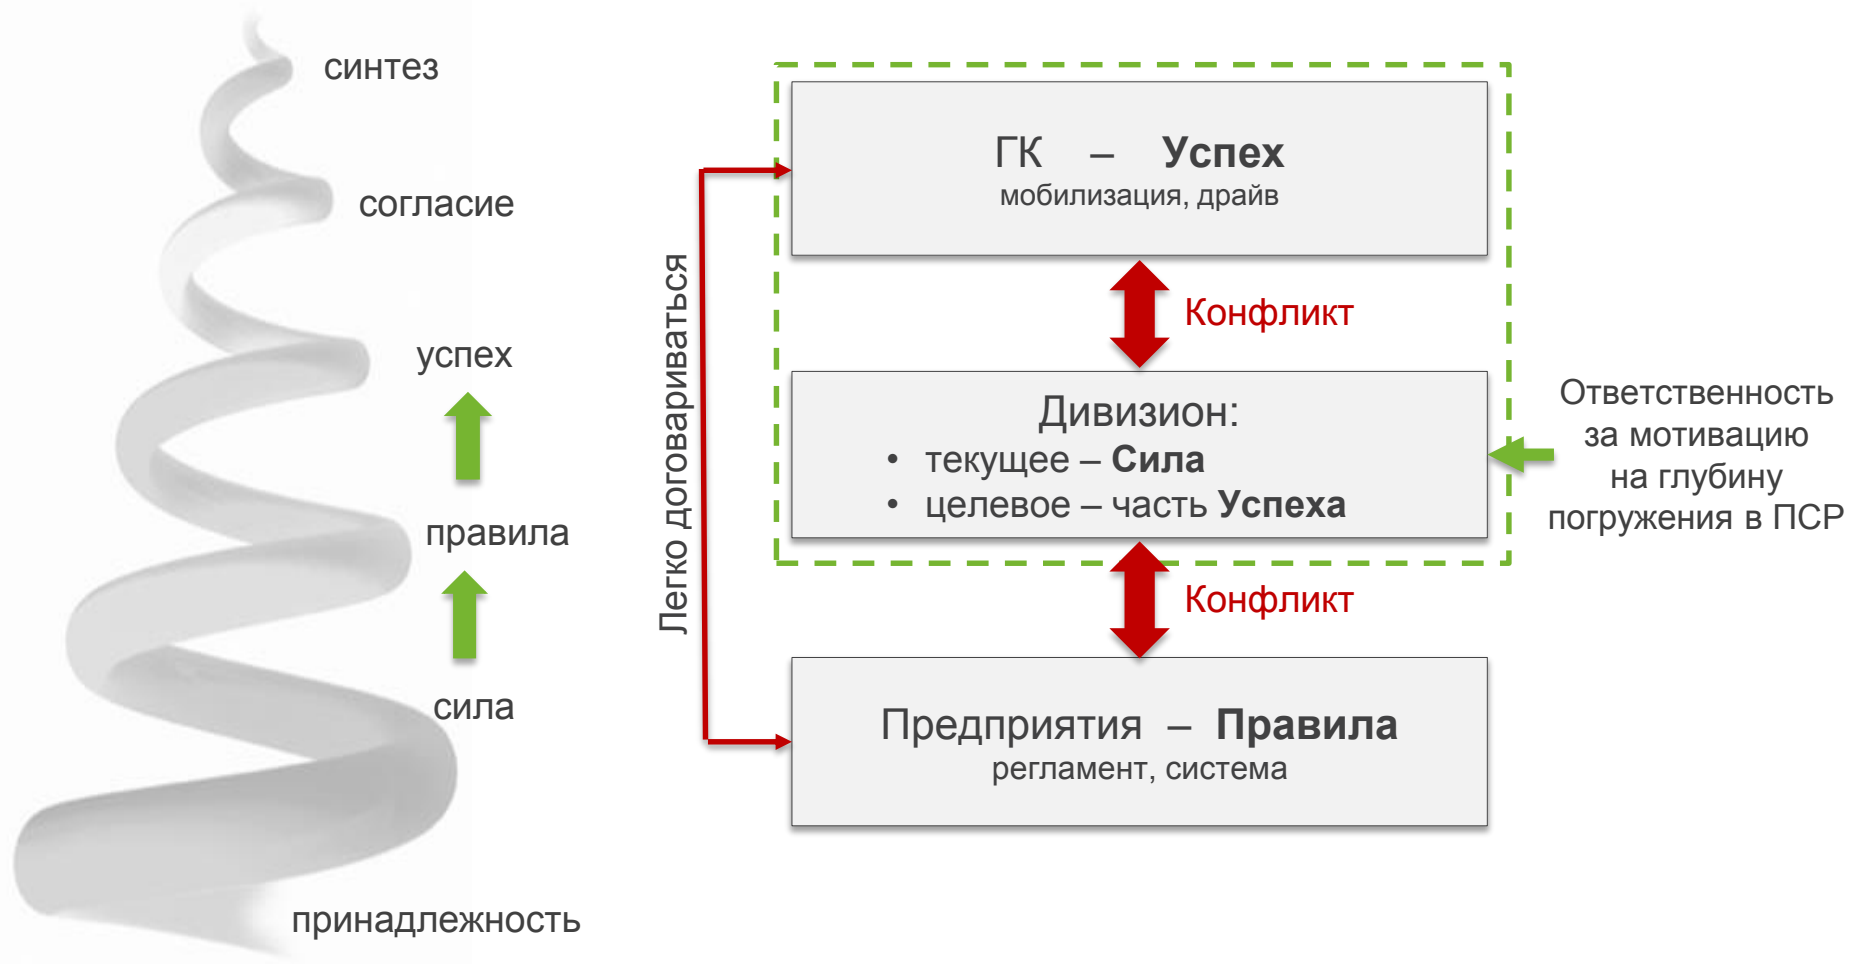 синтез
согласие
успех
правила
сила
принадлежность
Легко договариваться
ГК – Успех
мобилизация, драйв
Конфликт
Дивизион:
• текущее – Сила
• целевое – часть Успеха
Конфликт
Предприятия – Правила
регламент, система
Ответственность
за мотивацию
на глубину
погружения в ПСР